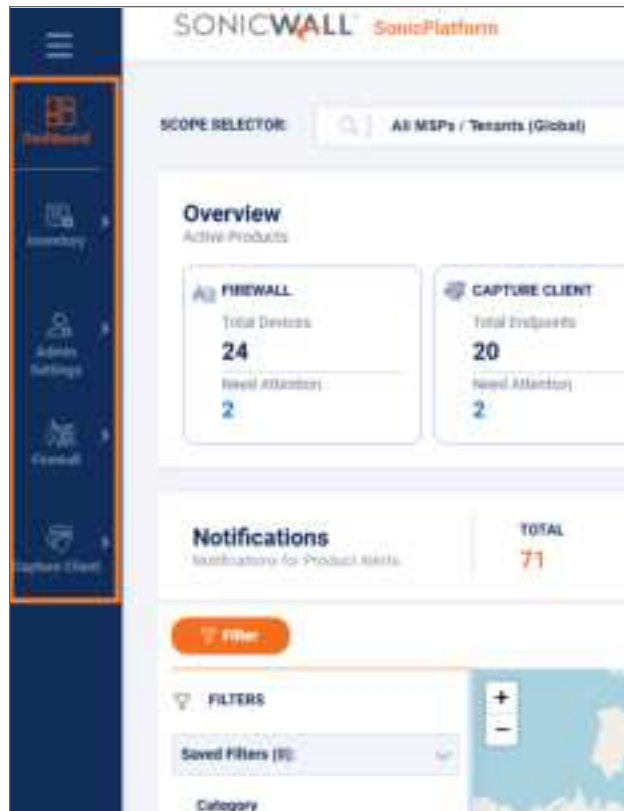 SONICWALL SonicPlatform
Dashboard
Inventory
Admin
Settings
Firewall
Capture Client
SCOPE SELECTOR: All MSPs / Tenants (Global)
Overview
Active Products
FIREWALL
Total Devices
24
Need Attention
2
CAPTURE CLIENT
Total Endpoints
20
Need Attention
2
Notifications
Notifications for Product Alerts
TOTAL
71
Filter
FILTERS
+
−
Saved Filters (0):
Category